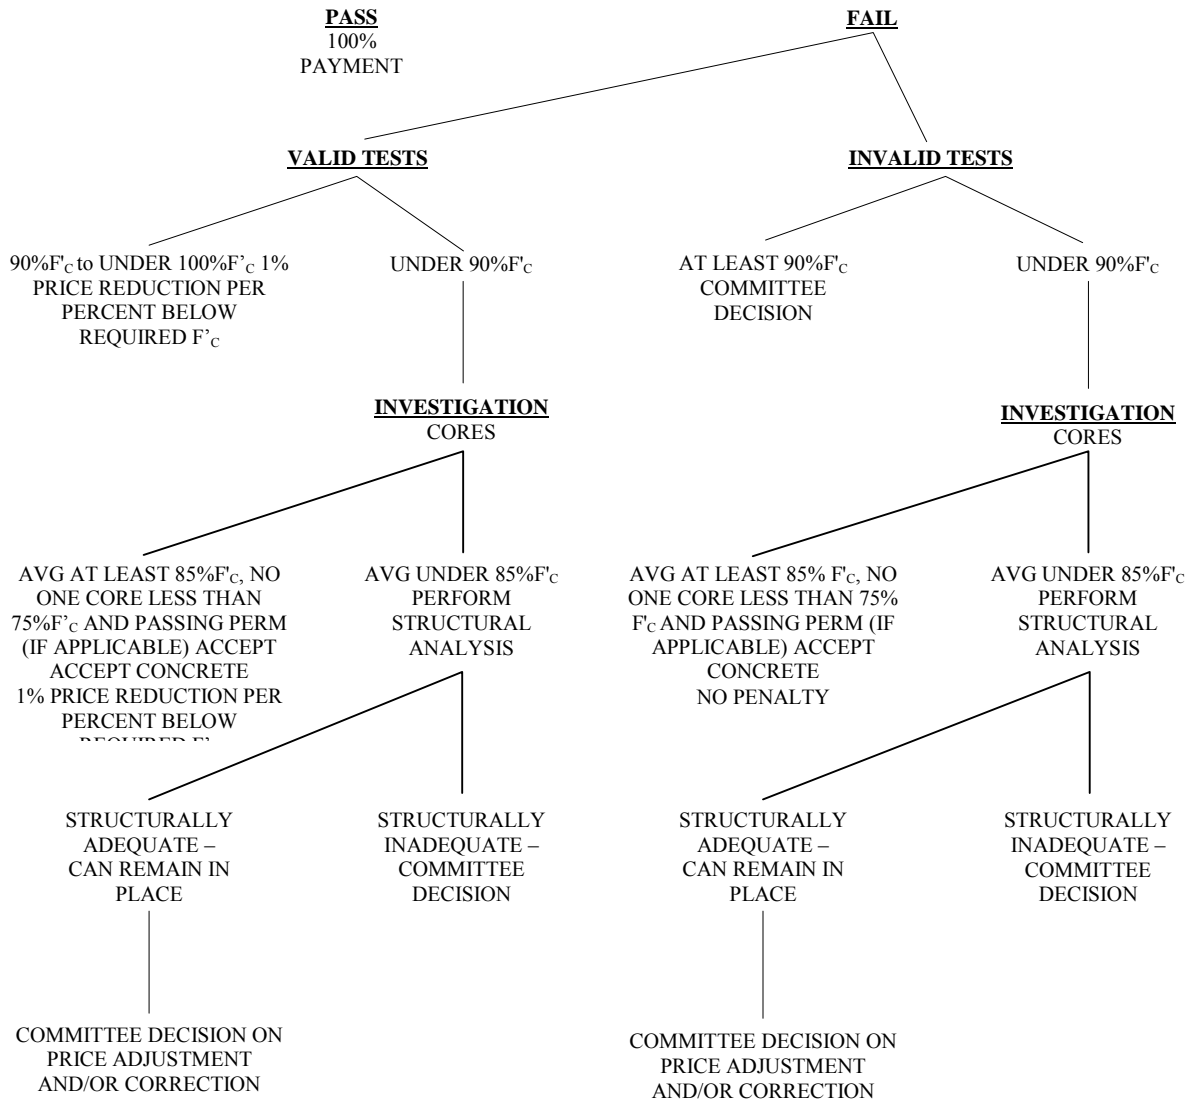 PASS
100%
PAYMENT
FAIL
VALID TESTS
INVALID TESTS
90%F'C to UNDER 100%F’C 1%
PRICE REDUCTION PER
PERCENT BELOW
REQUIRED F’C
UNDER 90%F'C
AT LEAST 90%F'C
COMMITTEE
DECISION
UNDER 90%F'C
INVESTIGATION
CORES
INVESTIGATION
CORES
AVG AT LEAST 85%F'C, NO
ONE CORE LESS THAN
75%F’C AND PASSING PERM
(IF APPLICABLE) ACCEPT
ACCEPT CONCRETE
1% PRICE REDUCTION PER
PERCENT BELOW
REQUIRED F’
AVG UNDER 85%F'C
PERFORM
STRUCTURAL
ANALYSIS
AVG AT LEAST 85% F'C, NO
ONE CORE LESS THAN 75%
F'C AND PASSING PERM (IF
APPLICABLE) ACCEPT
CONCRETE
NO PENALTY
AVG UNDER 85%F'C
PERFORM
STRUCTURAL
ANALYSIS
STRUCTURALLY
ADEQUATE –
CAN REMAIN IN
PLACE
STRUCTURALLY
INADEQUATE –
COMMITTEE
DECISION
STRUCTURALLY
ADEQUATE –
CAN REMAIN IN
PLACE
STRUCTURALLY
INADEQUATE –
COMMITTEE
DECISION
COMMITTEE DECISION ON
PRICE ADJUSTMENT
AND/OR CORRECTION
COMMITTEE DECISION ON
PRICE ADJUSTMENT
AND/OR CORRECTION